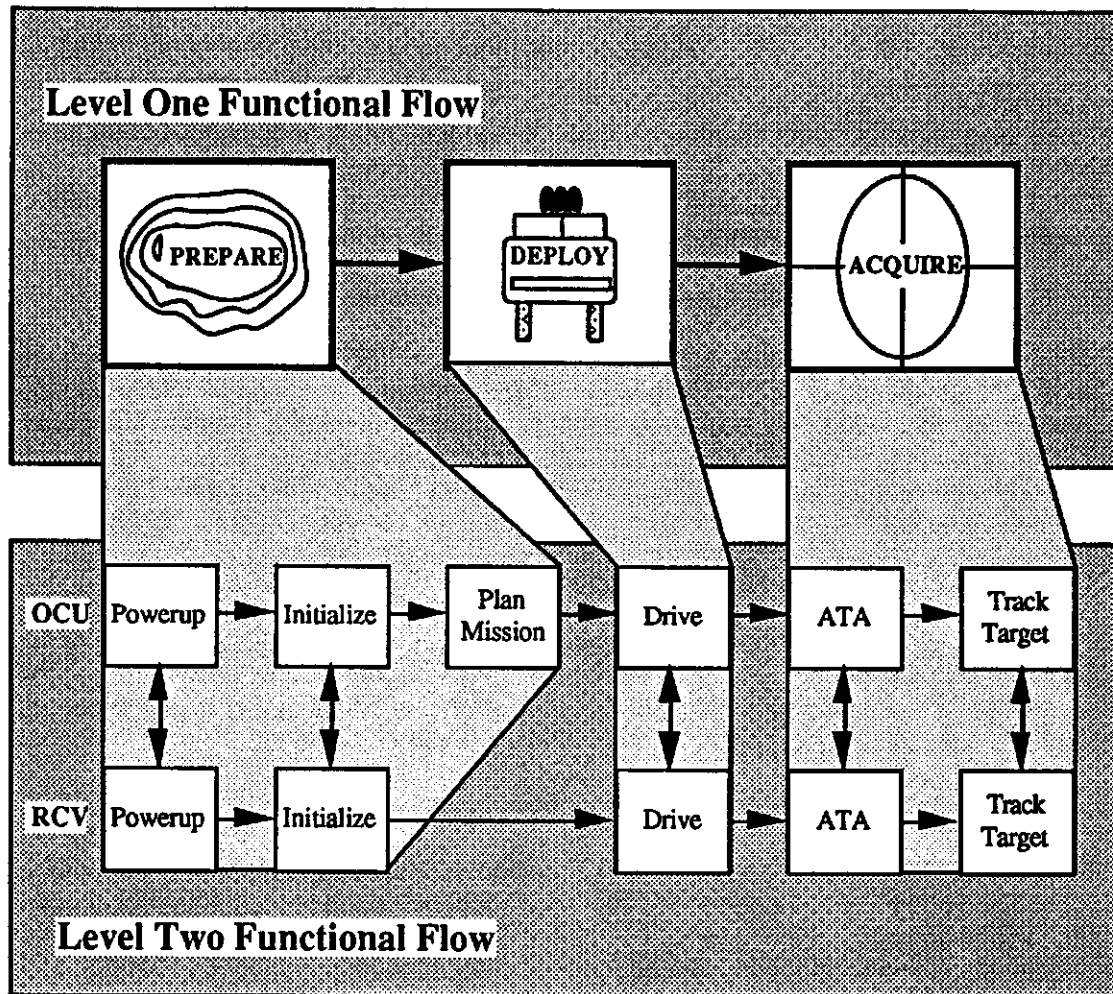 Level One Functional Flow
PREPARE
DEPLOY
ACQUIRE
OCU
Powerup
Initialize
Plan
Mission
Drive
ATA
Track
Target
RCV
Powerup
Initialize
Drive
ATA
Track
Target
Level Two Functional Flow